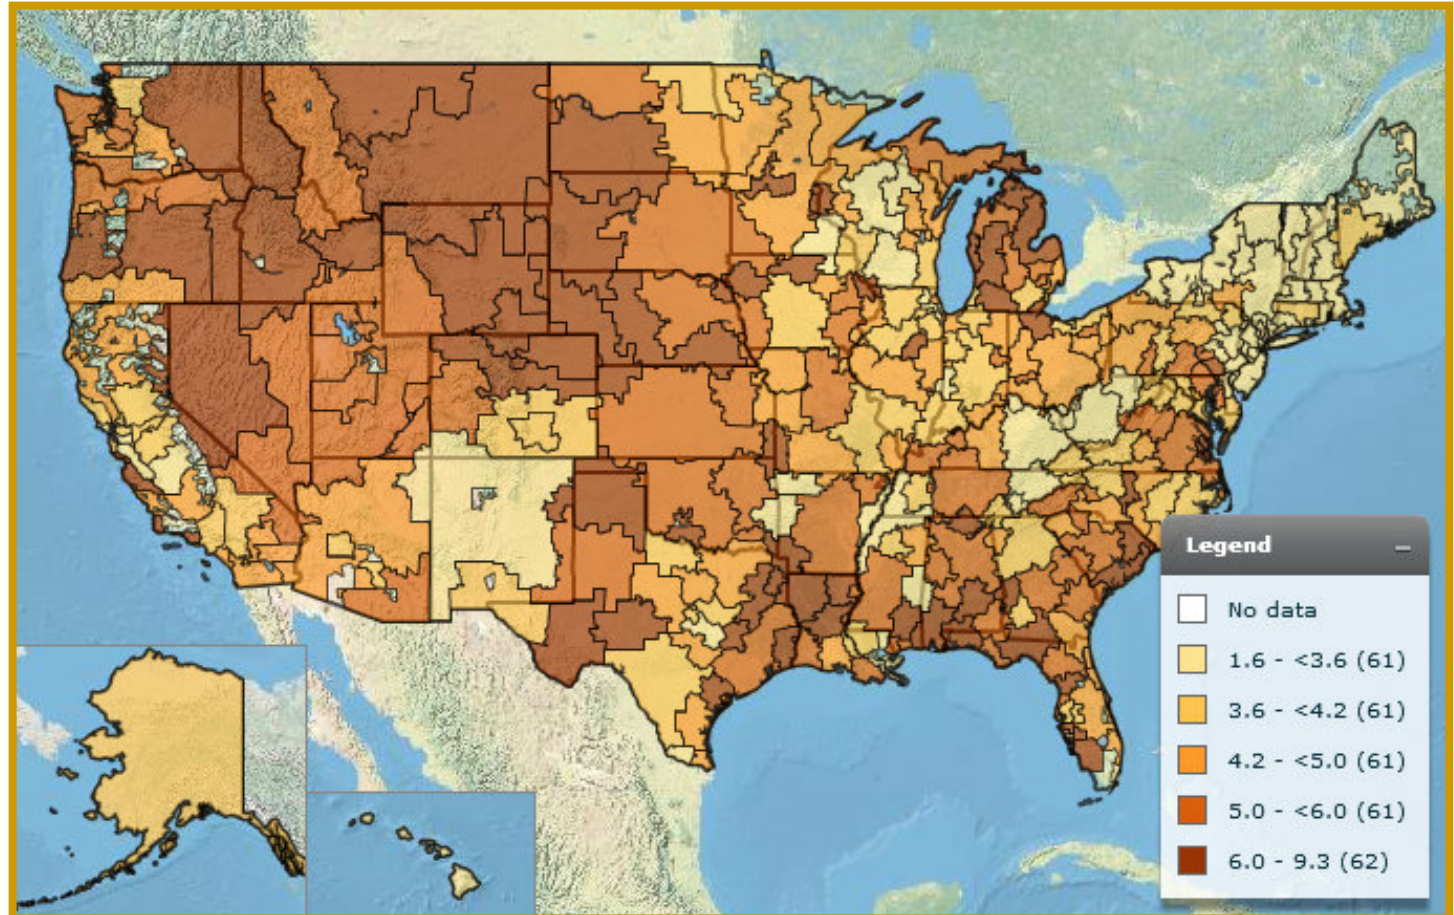 Legend
No data
1.6 - <3.6 (61)
3.6 - <4.2 (61)
4.2 - <5.0 (61)
5.0 - <6.0 (61)
6.0 - 9.3 (62)